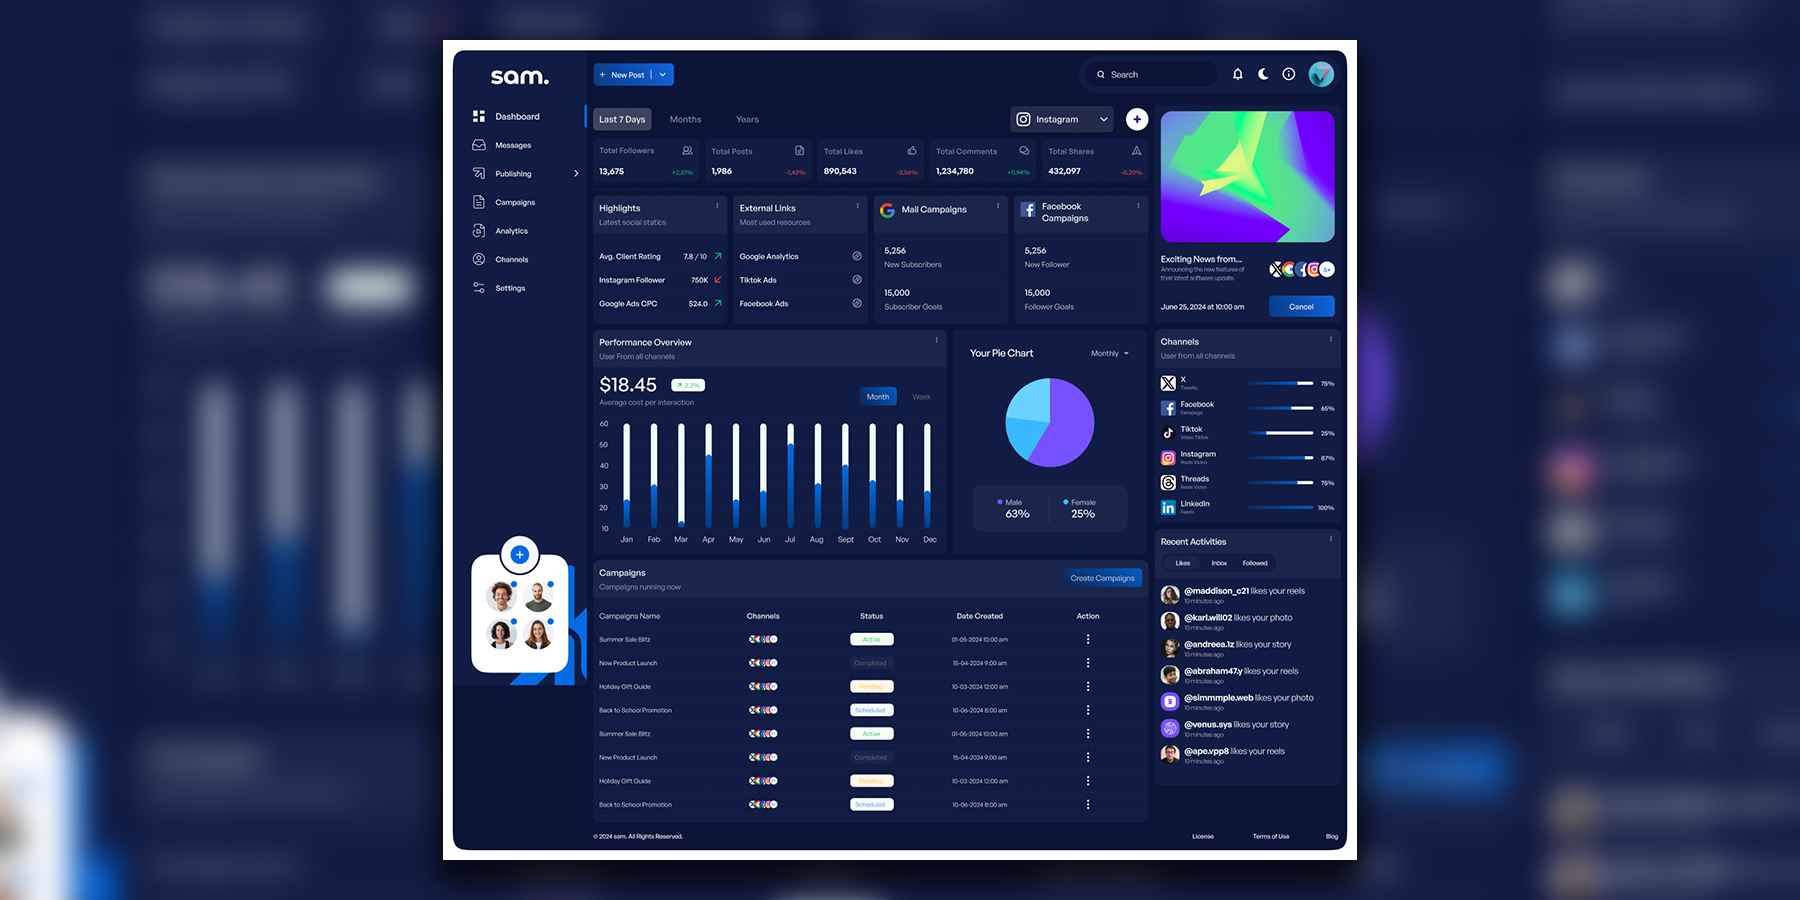 sam.
+ New Post
Search
Dashboard
Messages
Publishing
Campaigns
Analytics
Channels
Settings
Last 7 Days
Months
Years
Instagram
Total Followers
13,675
+2,51%
Total Posts
1,986
-1,43%
Total Likes
890,543
-3,56%
Total Comments
1,234,780
+0,94%
Total Shares
432,097
-0,20%
Highlights
Latest social statics
Avg. Client Rating 7.8 / 10
Instagram Follower 750K
Google Ads CPC $24.0
External Links
Most used resources
Google Analytics
Tiktok Ads
Facebook Ads
Mail Campaigns
5,256
New Subscribers
15,000
Subscriber Goals
Facebook
Campaigns
5,256
New Follower
15,000
Follower Goals
Exciting News from...
Announcing the new features of
their latest software update.
5+
June 25, 2024 at 10:00 am
Cancel
Performance Overview
User From all channels
$18.45
2.2%
Average cost per interaction
Month
Week
60
50
40
30
20
10
Jan Feb Mar Apr May Jun Jul Aug Sept Oct Nov Dec
Your Pie Chart
Monthly
Male
63%
Female
25%
Channels
User from all channels
X
Tweets
75%
Facebook
Fanspage
65%
Tiktok
Video Tiktok
25%
Instagram
Reels Video
87%
Threads
Reels Video
75%
LinkedIn
Feeds
100%
Recent Activities
Likes
Inbox
Followed
@maddison_c21 likes your reels
10 minutes ago
@karl.will02 likes your photo
10 minutes ago
@andreea.1z likes your story
10 minutes ago
@abraham47.y likes your reels
10 minutes ago
@simmmple.web likes your photo
10 minutes ago
@venus.sys likes your story
10 minutes ago
@ape.vpp8 likes your reels
10 minutes ago
Campaigns
Campaigns running now
Create Campaigns
Campaigns Name Channels Status Date Created Action
Summer Sale Blitz Active 01-05-2024 10:00 am
New Product Launch Completed 15-04-2024 9:00 am
Holiday Gift Guide Pending 10-03-2024 12:00 am
Back to School Promotion Scheduled 10-06-2024 8:00 am
Summer Sale Blitz Active 01-05-2024 10:00 am
New Product Launch Completed 15-04-2024 9:00 am
Holiday Gift Guide Pending 10-03-2024 12:00 am
Back to School Promotion Scheduled 10-06-2024 8:00 am
© 2024 sam. All Rights Reserved.
License
Terms of Use
Blog